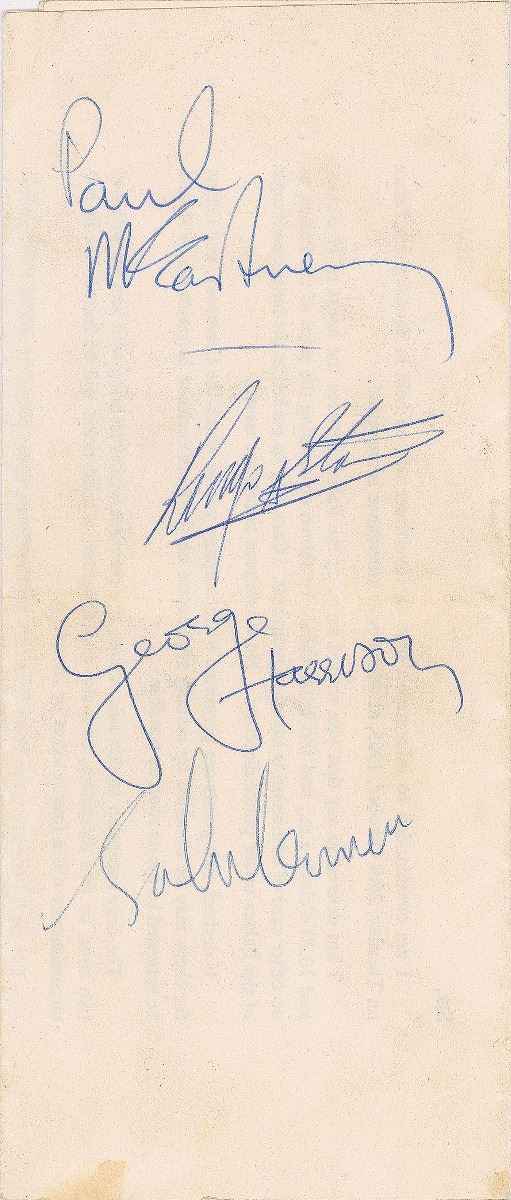 Paul
McCartney
Ringo Starr
George
Harrison
John Lennon